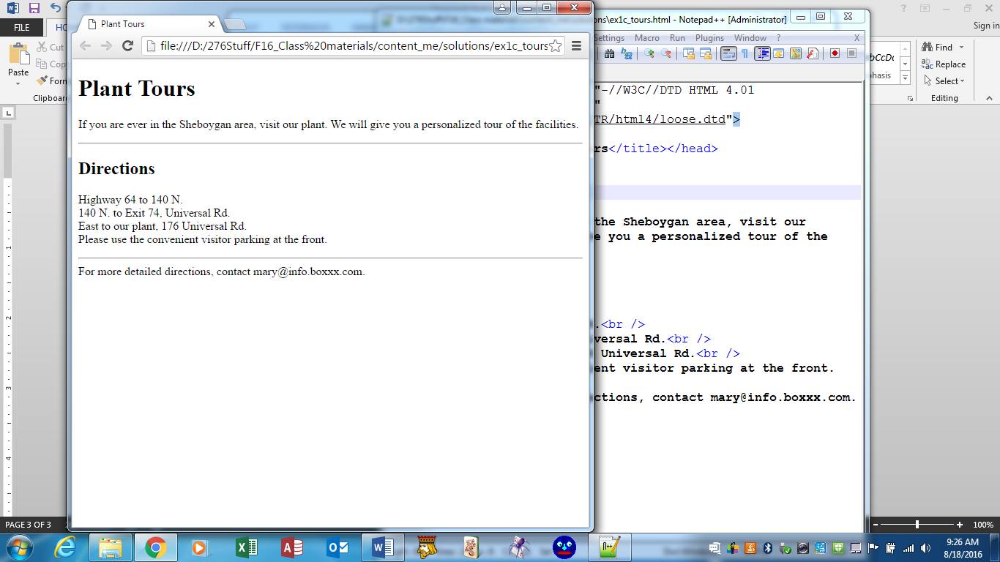 FILE
HO
Sign in
Paste
Cut
Cop
Form
Clipboard
Plant Tours
file:///D:/276Stuff/F16_Class%20materials/content_me/solutions/ex1c_tours
Plant Tours
If you are ever in the Sheboygan area, visit our plant. We will give you a personalized tour of the facilities.
Directions
Highway 64 to 140 N.
140 N. to Exit 74, Universal Rd.
East to our plant, 176 Universal Rd.
Please use the convenient visitor parking at the front.
For more detailed directions, contact mary@info.boxxx.com.
ns\ex1c_tours.html - Notepad++ [Administrator]
Settings Macro Run Plugins Window ? X
"-//W3C//DTD HTML 4.01
"
TR/html4/loose.dtd">
rs</title></head>
the Sheboygan area, visit our
e you a personalized tour of the
.<br />
versal Rd.<br />
Universal Rd.<br />
ent visitor parking at the front.
ctions, contact mary@info.boxxx.com.
bCcDc
hasis
Find
Replace
Select
Editing
L
1
2
3
4
PAGE 3 OF 3
100%
9:26 AM
8/18/2016